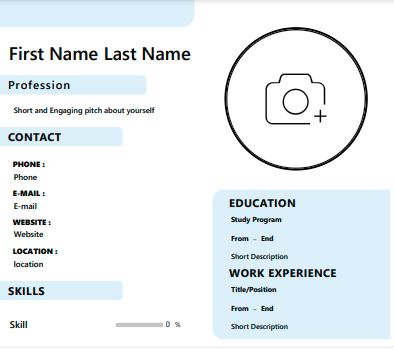 First Name Last Name
Profession
Short and Engaging pitch about yourself
CONTACT
PHONE :
Phone
E-MAIL :
E-mail
WEBSITE :
Website
LOCATION :
location
SKILLS
Skill 0 %
EDUCATION
Study Program
From – End
Short Description
WORK EXPERIENCE
Title/Position
From – End
Short Description